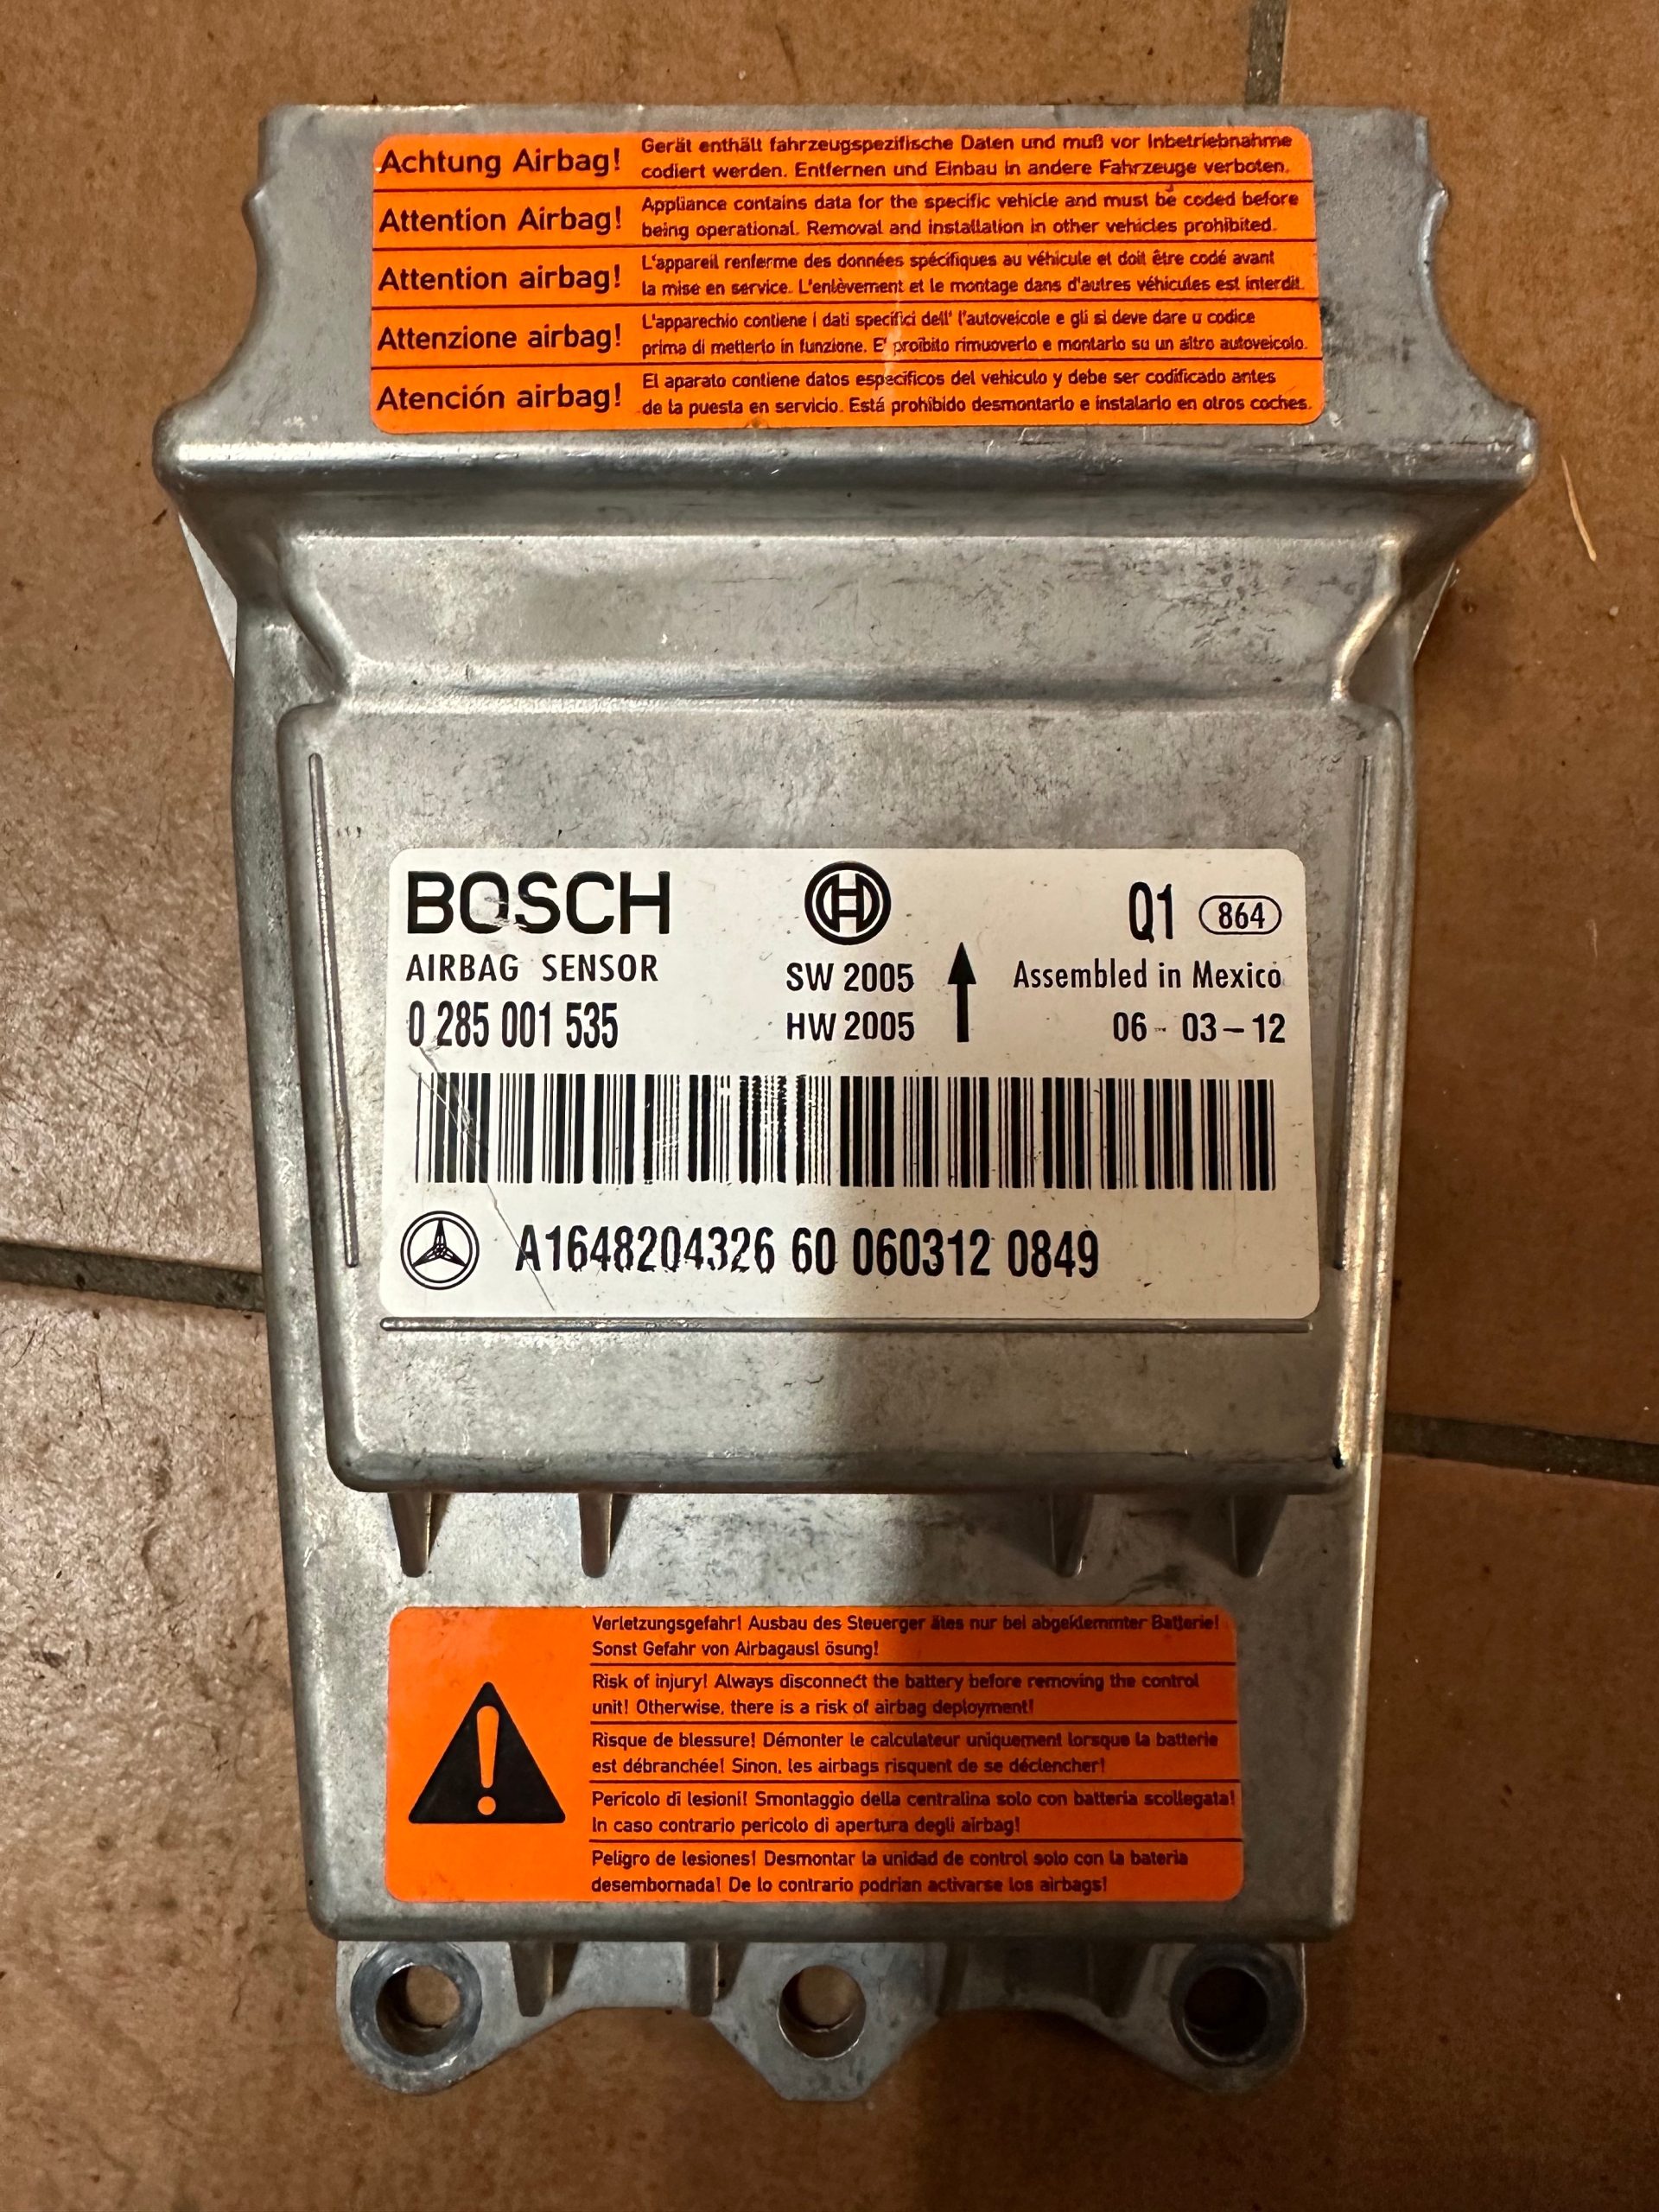 Achtung Airbag!
Gerät enthält fahrzeugspezifische Daten und muß vor Inbetriebnahme
codiert werden. Entfernen und Einbau in andere Fahrzeuge verboten.
Attention Airbag!
Appliance contains data for the specific vehicle and must be coded before
being operational. Removal and installation in other vehicles prohibited.
Attention airbag!
L'appareil renferme des données spécifiques au véhicule et doit être codé avant
la mise en service. L'enlèvement et le montage dans d'autres véhicules est interdit.
Attenzione airbag!
L'apparechio contiene i dati specifici dell' l'autoveicole e gli si deve dare u codice
prima di metterlo in funzione. E' proibito rimuoverlo e montarlo su un altro autoveicolo.
Atención airbag!
El aparato contiene datos especificos del vehiculo y debe ser codificado antes
de la puesta en servicio. Está prohibido desmontarlo e instalarlo en otros coches.
BOSCH Q1 864
AIRBAG SENSOR SW 2005 Assembled in Mexico
0 285 001 535 HW 2005 06 - 03 - 12
A1648204326 60 060312 0849
Verletzungsgefahr! Ausbau des Steuerger ätes nur bei abgeklemmter Batterie!
Sonst Gefahr von Airbagausl ösung!
Risk of injury! Always disconnect the battery before removing the control
unit! Otherwise, there is a risk of airbag deployment!
Risque de blessure! Démonter le calculateur uniquement lorsque la batterie
est débranchée! Sinon, les airbags risquent de se déclencher!
Pericolo di lesioni! Smontaggio della centralina solo con batteria scollegata!
In caso contrario pericolo di apertura degli airbag!
Peligro de lesiones! Desmontar la unidad de control solo con la bateria
desembornada! De lo contrario podrian activarse los airbags!